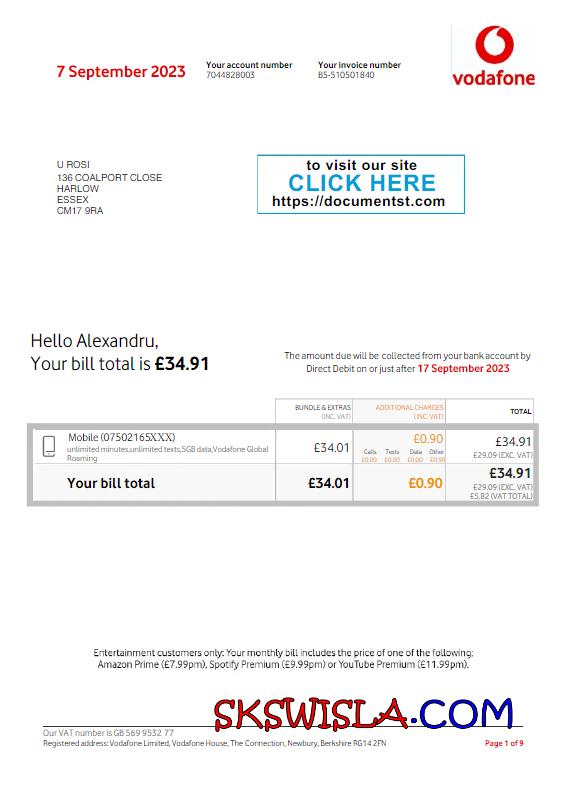 vodafone
7 September 2023
Your account number
7044828003
Your invoice number
B5-510501840
U ROSI
136 COALPORT CLOSE
HARLOW
ESSEX
CM17 9RA
to visit our site
CLICK HERE
https://documentst.com
Hello Alexandru,
Your bill total is £34.91
The amount due will be collected from your bank account by
Direct Debit on or just after 17 September 2023
BUNDLE & EXTRAS
(INC. VAT)
ADDITIONAL CHARGES
(INC. VAT)
TOTAL
Mobile (07502165XXX)
unlimited minutes,unlimited texts,5GB data,Vodafone Global
Roaming
£34.01
£0.90
Calls Texts Data Other
£0.00 £0.00 £0.00 £0.90
£34.91
£29.09 (EXC. VAT)
Your bill total
£34.01
£0.90
£34.91
£29.09 (EXC. VAT)
£5.82 (VAT TOTAL)
Entertainment customers only: Your monthly bill includes the price of one of the following:
Amazon Prime (£7.99pm), Spotify Premium (£9.99pm) or YouTube Premium (£11.99pm).
SKSWISLA.COM
Our VAT number is GB 569 9532 77
Registered address: Vodafone Limited, Vodafone House, The Connection, Newbury, Berkshire RG14 2FN
Page 1 of 9